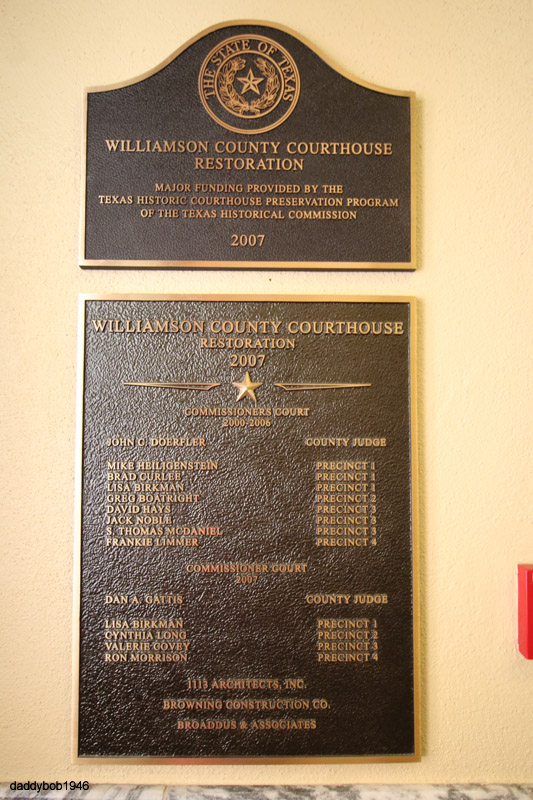 THE STATE OF TEXAS
WILLIAMSON COUNTY COURTHOUSE
RESTORATION
MAJOR FUNDING PROVIDED BY THE
TEXAS HISTORIC COURTHOUSE PRESERVATION PROGRAM
OF THE TEXAS HISTORICAL COMMISSION
2007
WILLIAMSON COUNTY COURTHOUSE
RESTORATION
2007
COMMISSIONERS COURT
2000-2006
JOHN C. DOERFLER COUNTY JUDGE
MIKE HEILIGENSTEIN PRECINCT 1
BRAD CURLEE PRECINCT 1
LISA BIRKMAN PRECINCT 1
GREG BOATRIGHT PRECINCT 2
DAVID HAYS PRECINCT 3
JACK NOBLE PRECINCT 3
S. THOMAS MCDANIEL PRECINCT 3
FRANKIE LIMMER PRECINCT 4
COMMISSIONER COURT
2007
DAN A. GATTIS COUNTY JUDGE
LISA BIRKMAN PRECINCT 1
CYNTHIA LONG PRECINCT 2
VALERIE COVEY PRECINCT 3
RON MORRISON PRECINCT 4
1113 ARCHITECTS, INC.
BROWNING CONSTRUCTION CO.
BROADDUS & ASSOCIATES
daddybob1946